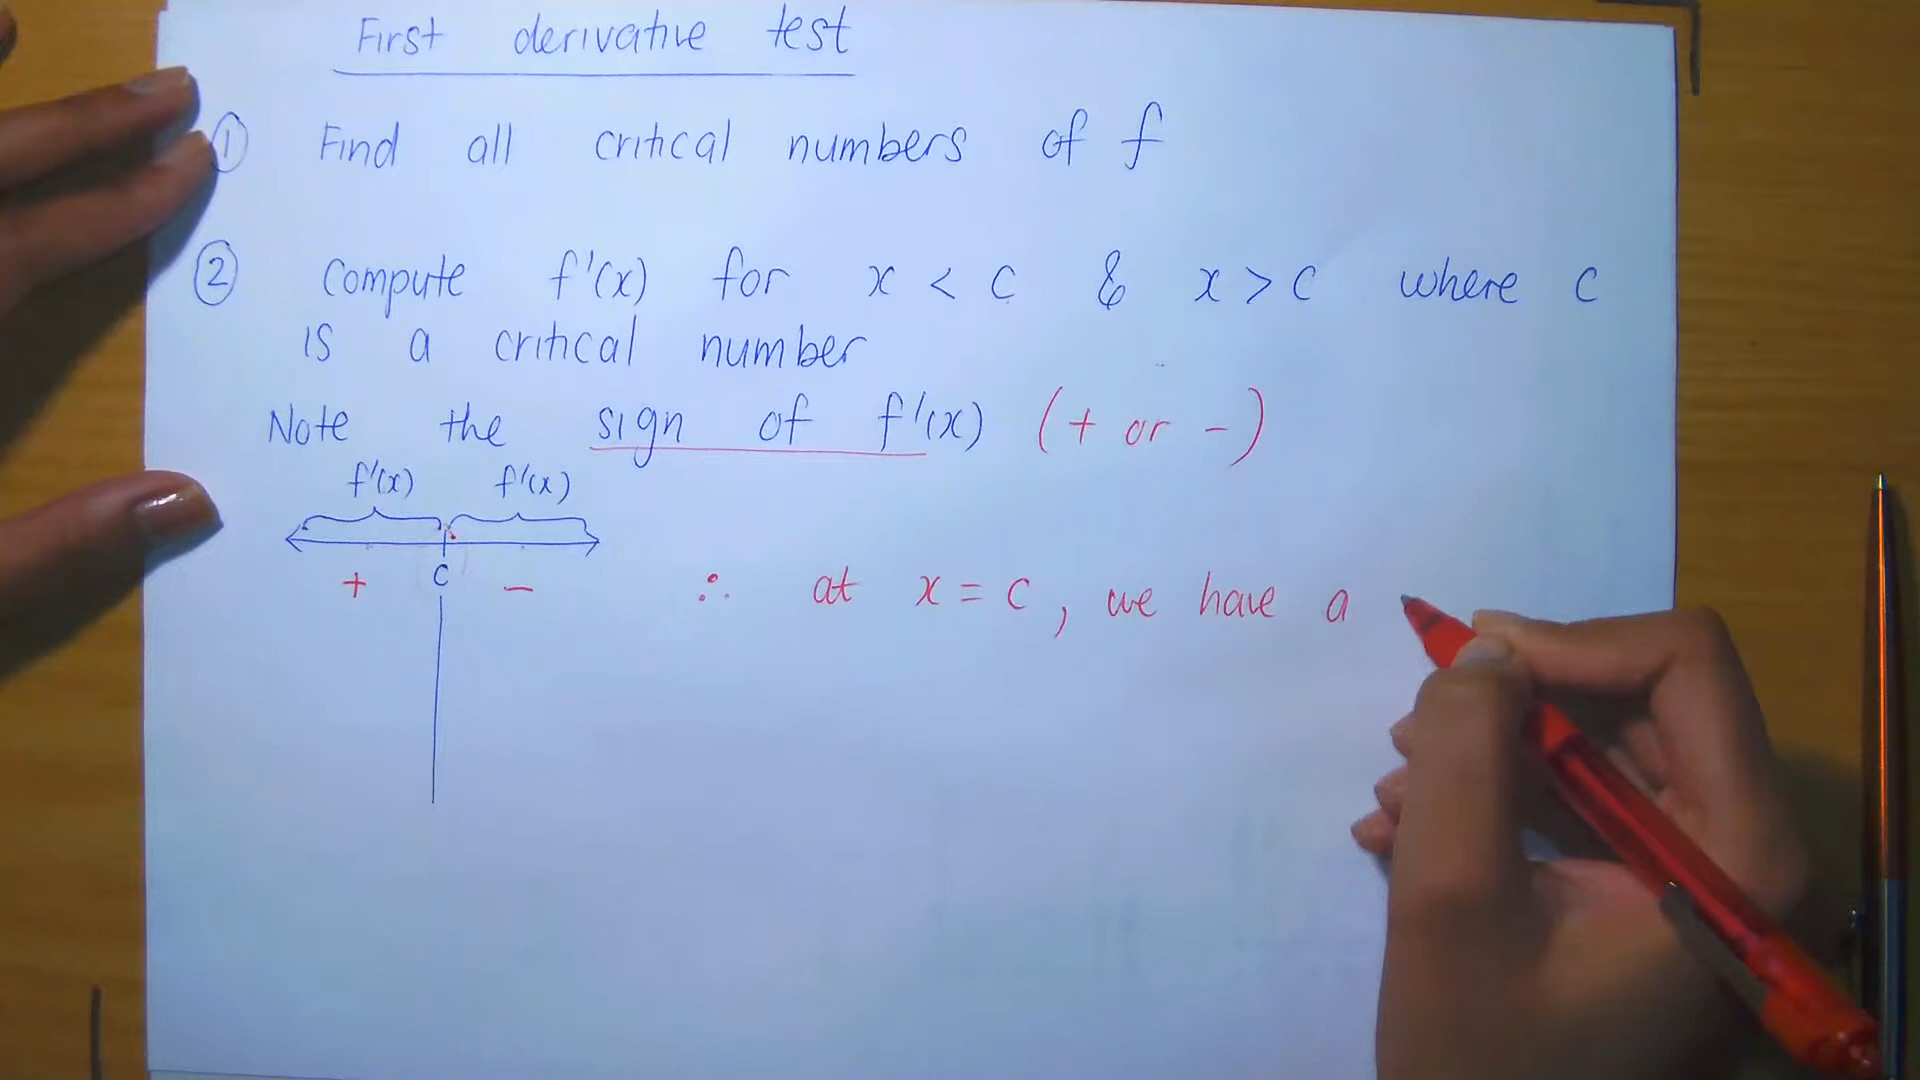 First derivative test
① Find all critical numbers of f
② Compute f'(x) for x < c & x > c where c
is a critical number
Note the sign of f'(x) (+ or -)
f'(x) f'(x)
c
+ -
∴ at x = c, we have a